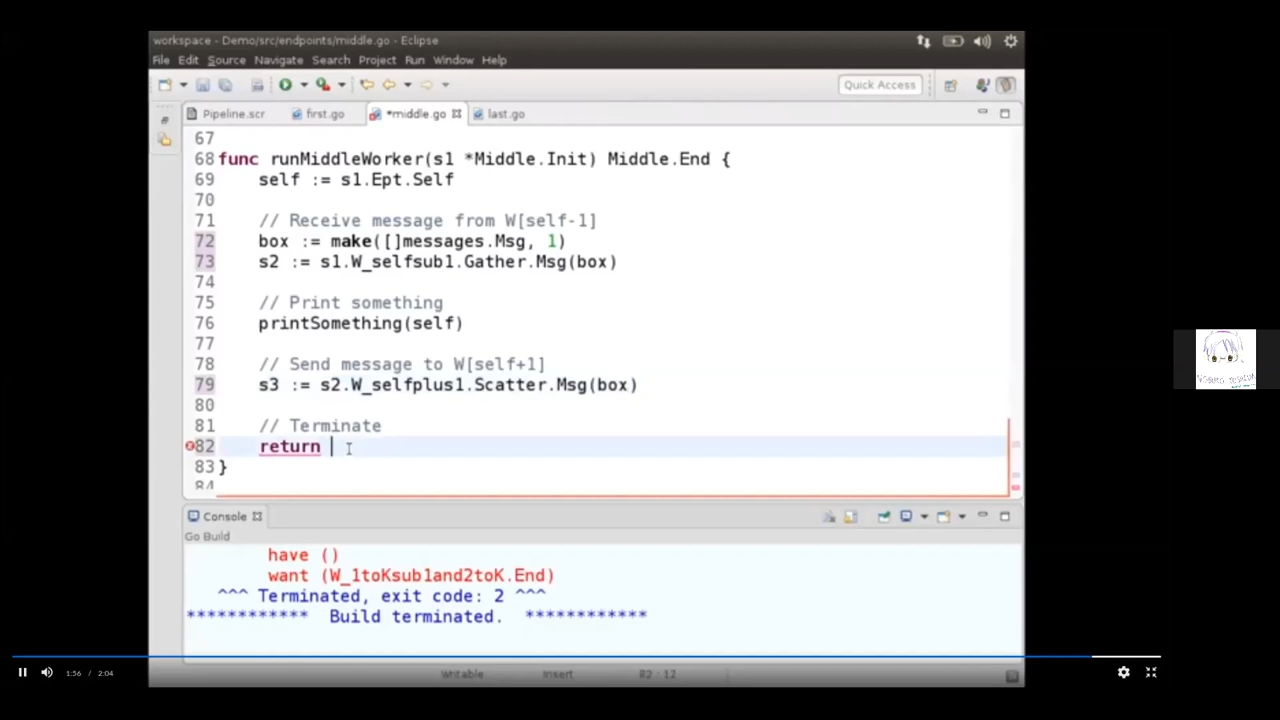 workspace - Demo/src/endpoints/middle.go - Eclipse
File Edit Source Navigate Search Project Run Window Help
Quick Access
Pipeline.scr first.go *middle.go last.go
67
68 func runMiddleWorker(s1 *Middle.Init) Middle.End {
69 self := s1.Ept.Self
70
71 // Receive message from W[self-1]
72 box := make([]messages.Msg, 1)
73 s2 := s1.W_selfsub1.Gather.Msg(box)
74
75 // Print something
76 printSomething(self)
77
78 // Send message to W[self+1]
79 s3 := s2.W_selfplus1.Scatter.Msg(box)
80
81 // Terminate
82 return
83 }
84
Console
Go Build
have ()
want (W_1toKsub1and2toK.End)
^^^ Terminated, exit code: 2 ^^^
************ Build terminated. ************
Writable Insert 82 : 12
1:56 / 2:04